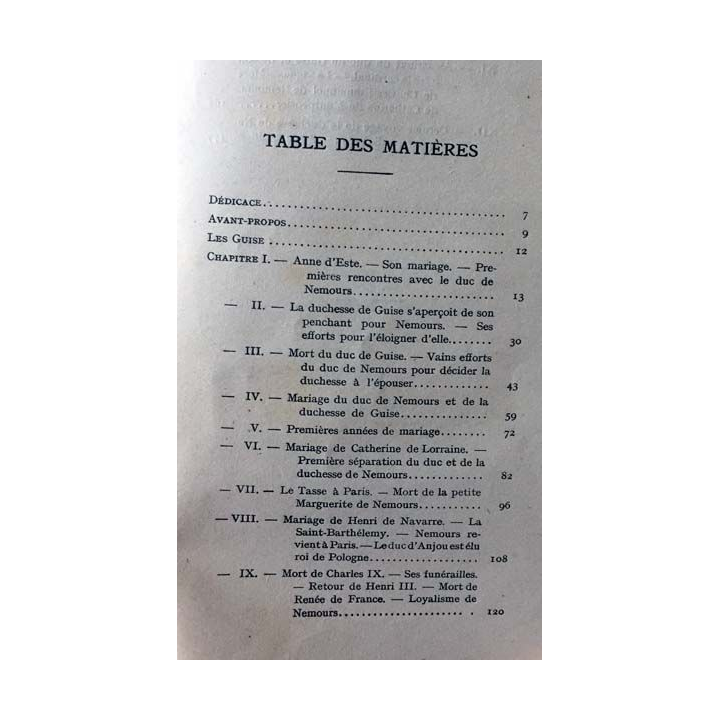 TABLE DES MATIÈRES
DÉDICACE........................................ 7
AVANT-PROPOS.................................... 9
LES GUISE ...................................... 12
CHAPITRE I. — Anne d'Este. — Son mariage. — Pre-
mières rencontres avec le duc de
Nemours........................ 13
— II. — La duchesse de Guise s'aperçoit de son
penchant pour Nemours. — Ses
efforts pour l'éloigner d'elle........ 30
— III. — Mort du duc de Guise. — Vains efforts
du duc de Nemours pour décider la
duchesse à l'épouser............. 43
— IV. — Mariage du duc de Nemours et de la
duchesse de Guise............... 59
— V. — Premières années de mariage........ 72
— VI. — Mariage de Catherine de Lorraine. —
Première séparation du duc et de la
duchesse de Nemours............. 82
— VII. — Le Tasse à Paris. — Mort de la petite
Marguerite de Nemours........... 96
— VIII. — Mariage de Henri de Navarre. — La
Saint-Barthélemy. — Nemours re-
vient à Paris. — Le duc d'Anjou est élu
roi de Pologne................... 108
— IX. — Mort de Charles IX. — Ses funérailles.
— Retour de Henri III. — Mort de
Renée de France. — Loyalisme de
Nemours...................... . 120